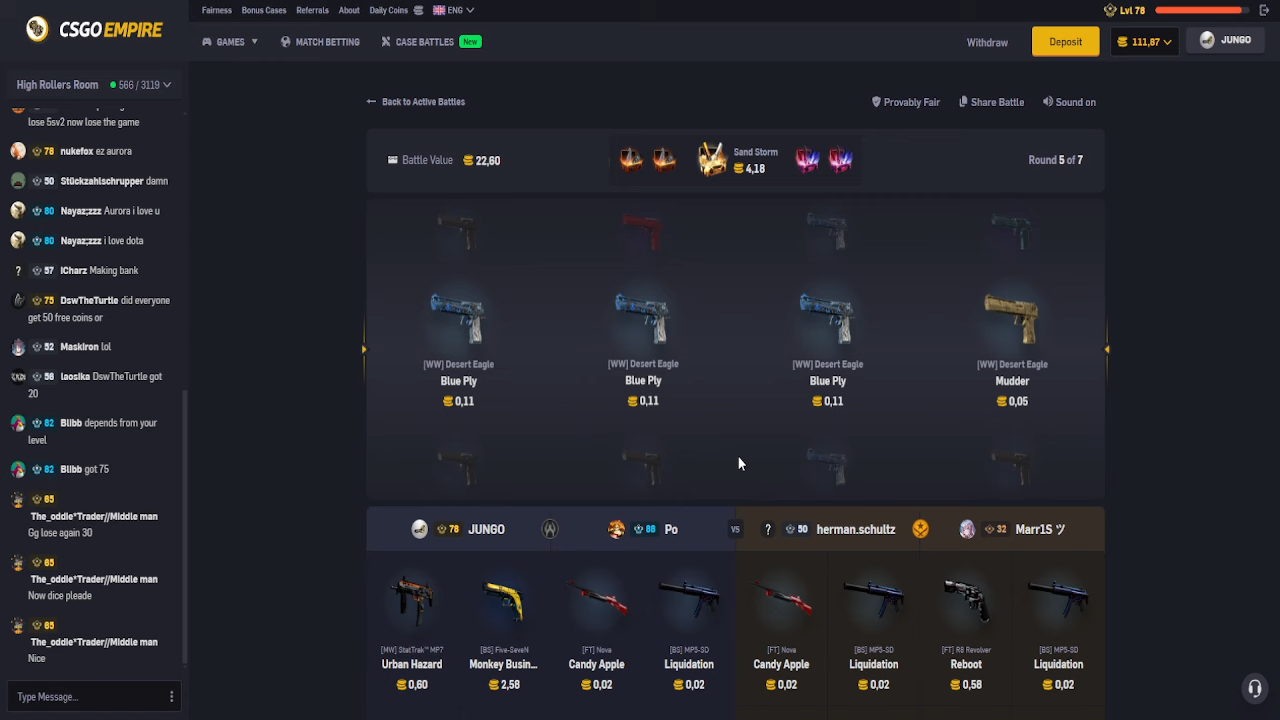 CSGOEMPIRE
Fairness Bonus Cases Referrals About Daily Coins ENG
Lvl 78
GAMES MATCH BETTING CASE BATTLES New
Withdraw Deposit 111,87 JUNGO
High Rollers Room 566 / 3119
lose 5sv2 now lose the game
78 nukefox ez aurora
50 Stückzahlschrupper damn
80 Nayaz;zzz Aurora i love u
80 Nayaz;zzz i love dota
? 57 ICharz Making bank
75 DswTheTurtle did everyone
get 50 free coins or
52 Maskiron lol
56 laosika DswTheTurtle got
20
82 Blibb depends from your
level
82 Blibb got 75
65
The_oddle*Trader//Middle man
Gg lose again 30
65
The_oddle*Trader//Middle man
Now dice pleade
65
The_oddle*Trader//Middle man
Nice
Type Message...
Back to Active Battles
Provably Fair Share Battle Sound on
Battle Value 22,60
Sand Storm
4,18
Round 5 of 7
[WW] Desert Eagle [WW] Desert Eagle [WW] Desert Eagle [WW] Desert Eagle
Blue Ply Blue Ply Blue Ply Mudder
0,11 0,11 0,11 0,05
78 JUNGO 88 Po VS ? 50 herman.schultz 32 Marr1S ツ
[MW] StatTrak™ MP7 [BS] Five-SeveN [FT] Nova [BS] MP5-SD [FT] Nova [BS] MP5-SD [FT] R8 Revolver [BS] MP5-SD
Urban Hazard Monkey Busin... Candy Apple Liquidation Candy Apple Liquidation Reboot Liquidation
0,60 2,58 0,02 0,02 0,02 0,02 0,58 0,02